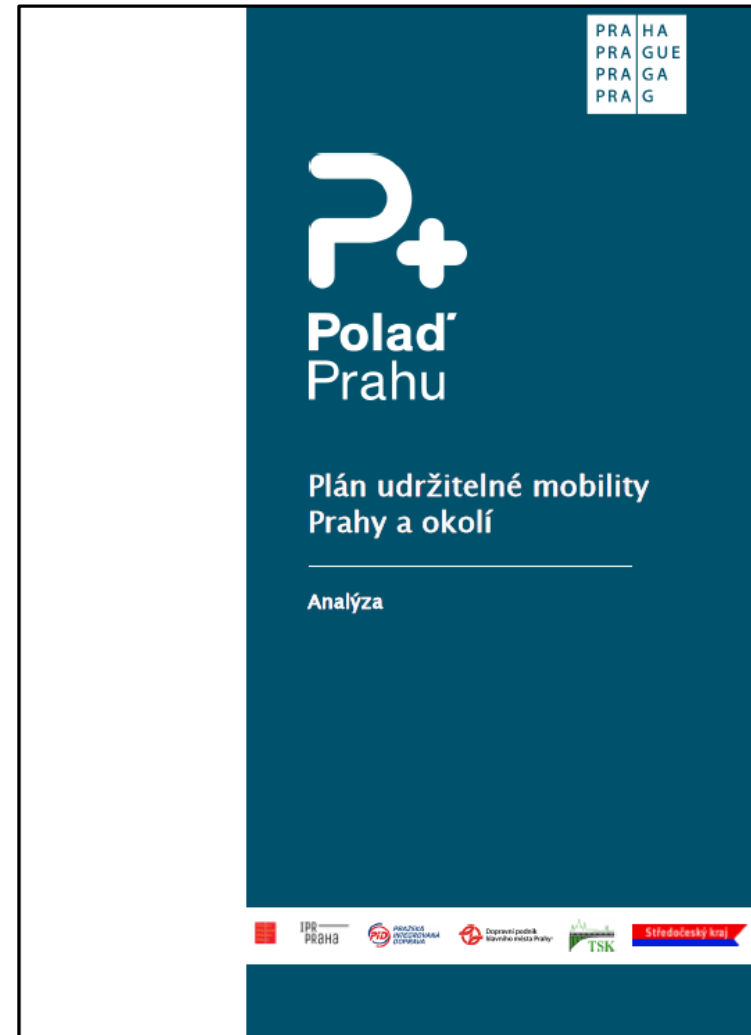 PRA HA
PRA GUE
PRA GA
PRA G
P+
Polaď
Prahu
Plán udržitelné mobility
Prahy a okolí
Analýza
IPR
PRAHA
PID PRAŽSKÁ
INTEGROVANÁ
DOPRAVA
Dopravní podnik
hlavního města Prahy
TSK
Středočeský kraj